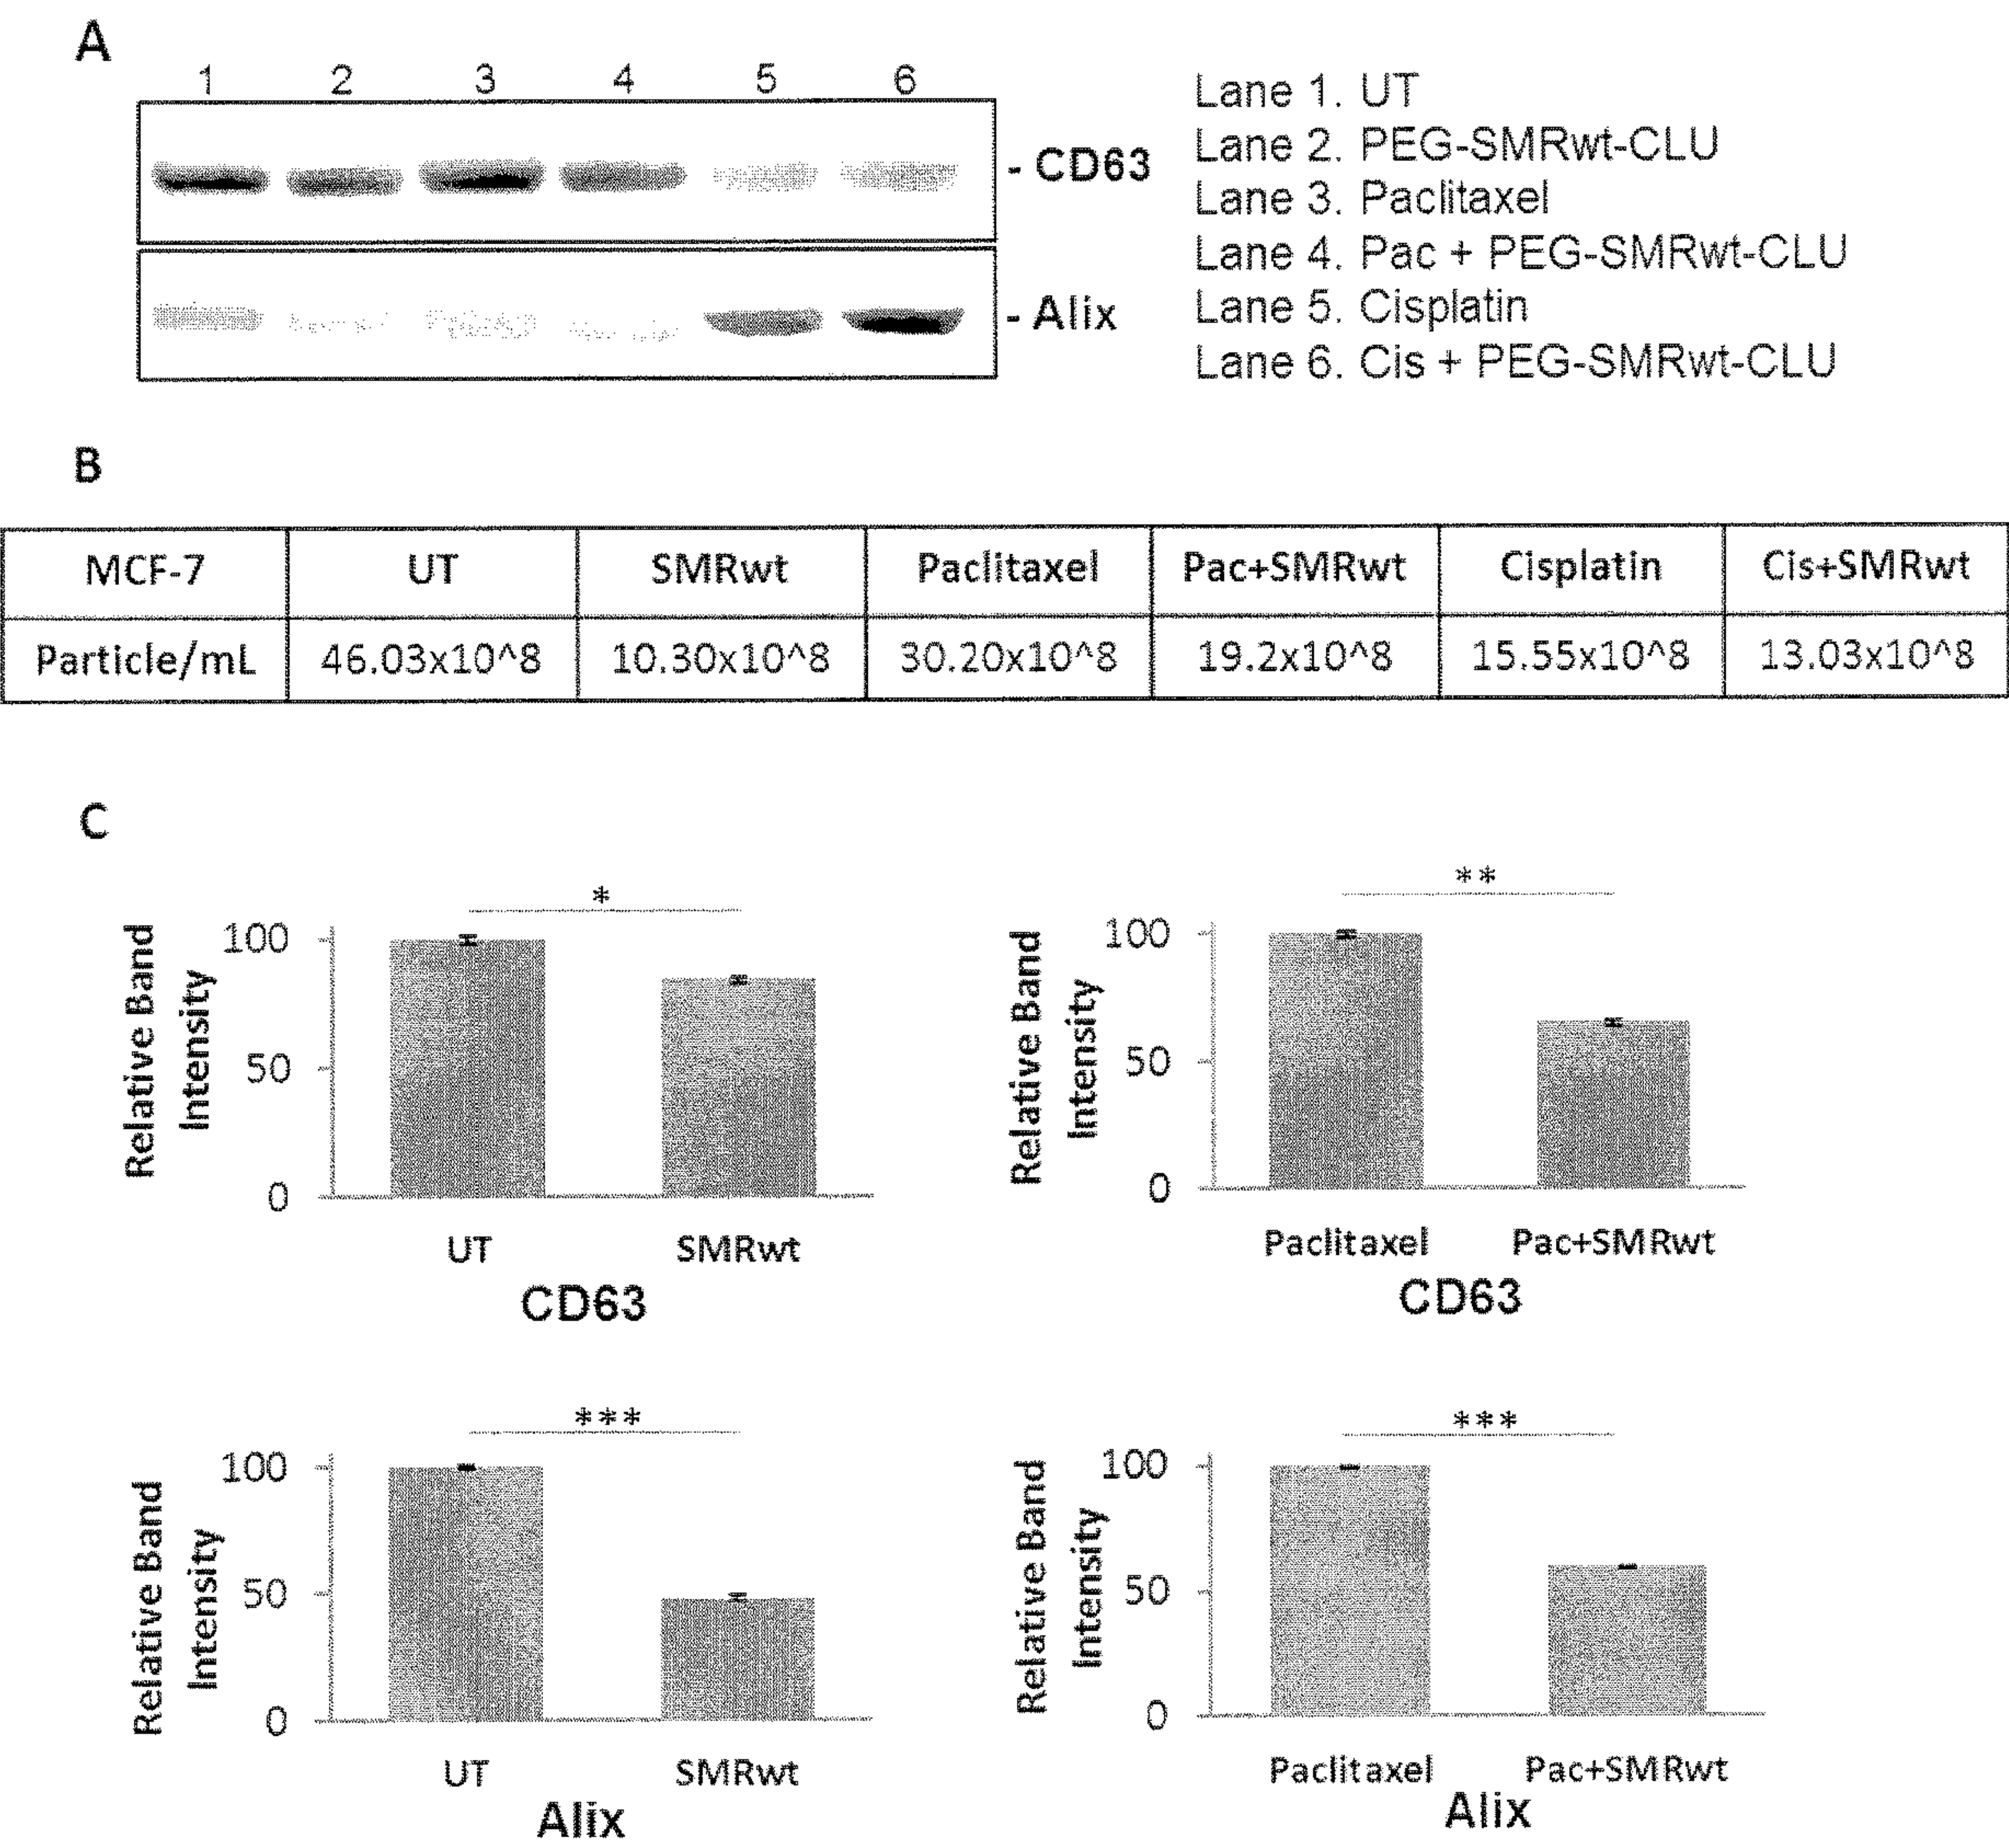 A
1 2 3 4 5 6
- CD63
- Alix
Lane 1. UT
Lane 2. PEG-SMRwt-CLU
Lane 3. Paclitaxel
Lane 4. Pac + PEG-SMRwt-CLU
Lane 5. Cisplatin
Lane 6. Cis + PEG-SMRwt-CLU
B
MCF-7 UT SMRwt Paclitaxel Pac+SMRwt Cisplatin Cis+SMRwt
Particle/mL 46.03x10^8 10.30x10^8 30.20x10^8 19.2x10^8 15.55x10^8 13.03x10^8
C
Relative Band
Intensity
100
50
0
*
UT SMRwt
CD63
Relative Band
Intensity
100
50
0
**
Paclitaxel Pac+SMRwt
CD63
Relative Band
Intensity
100
50
0
***
UT SMRwt
Alix
Relative Band
Intensity
100
50
0
***
Paclitaxel Pac+SMRwt
Alix